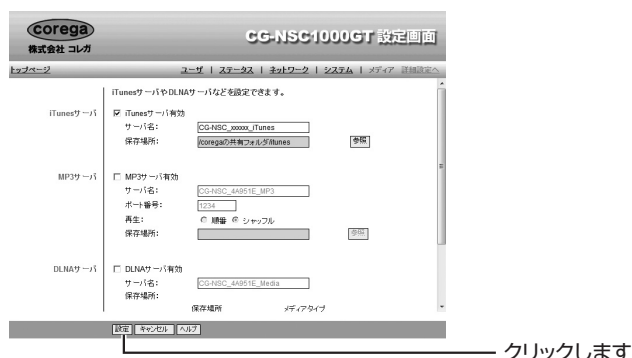 corega
株式会社 コレガ
CG-NSC1000GT 設定画面
トップページ
ユーザ | ステータス | ネットワーク | システム | メディア 詳細設定へ
iTunesサーバやDLNAサーバなどを設定できます。
iTunesサーバ
iTunesサーバ有効
サーバ名: CG-NSC_xxxxxx_iTunes
保存場所: /coregaの共有フォルダ/itunes 参照
MP3サーバ
MP3サーバ有効
サーバ名: CG-NSC_4A951E_MP3
ポート番号: 1234
再生: 順番 シャッフル
保存場所: 参照
DLNAサーバ
DLNAサーバ有効
サーバ名: CG-NSC_4A951E_Media
保存場所:
保存場所 メディアタイプ
設定 キャンセル ヘルプ
クリックします